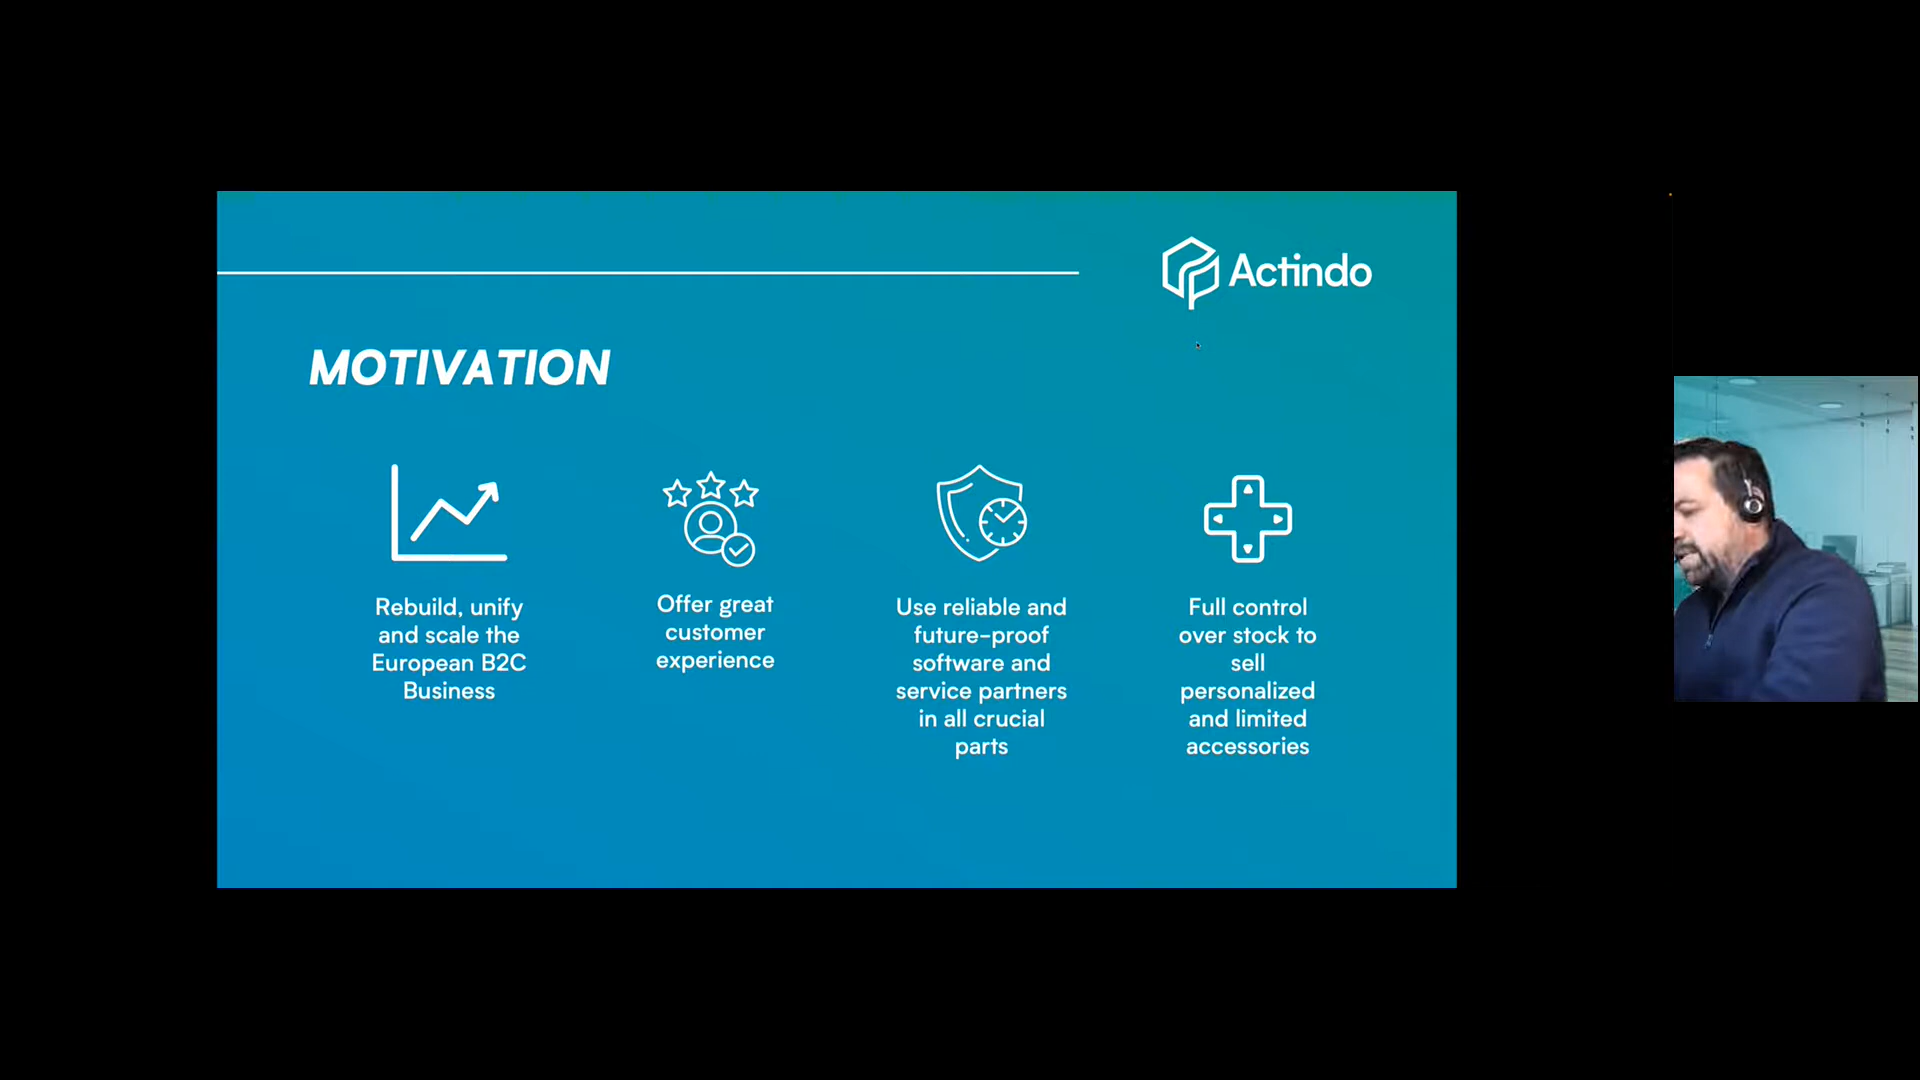 Actindo
MOTIVATION
Rebuild, unify
and scale the
European B2C
Business
Offer great
customer
experience
Use reliable and
future-proof
software and
service partners
in all crucial
parts
Full control
over stock to
sell
personalized
and limited
accessories